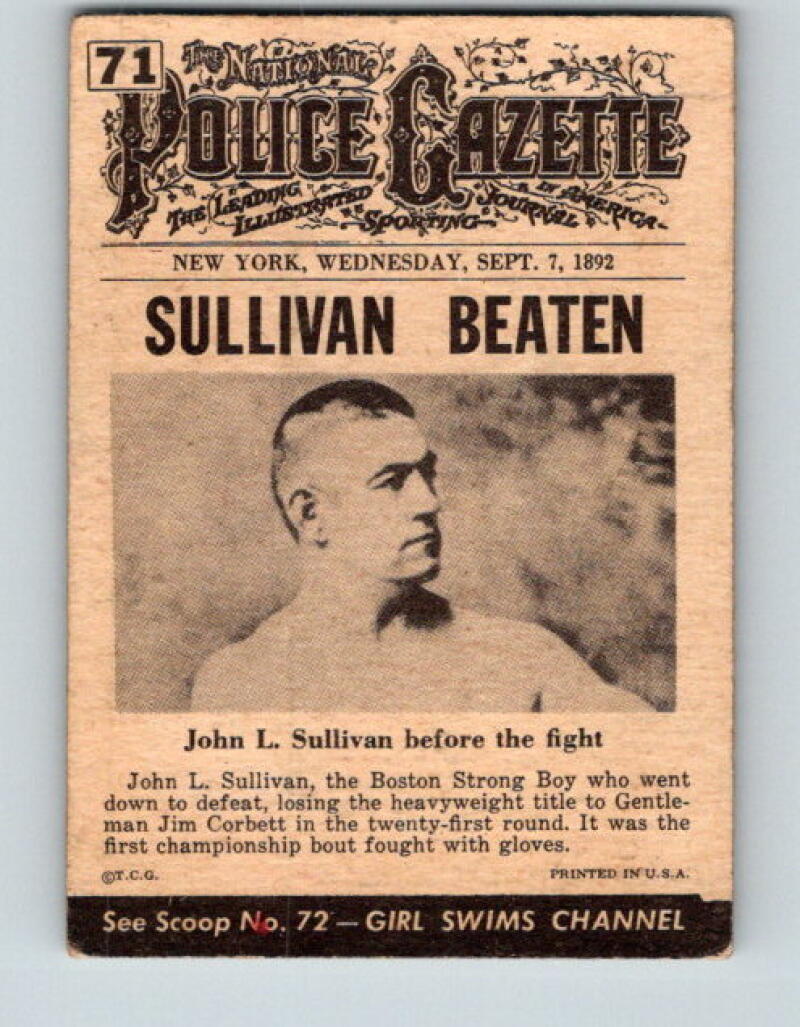 71
The National
Police Gazette
The Leading Illustrated Sporting Journal in America.
NEW YORK, WEDNESDAY, SEPT. 7, 1892
SULLIVAN BEATEN
John L. Sullivan before the fight
John L. Sullivan, the Boston Strong Boy who went
down to defeat, losing the heavyweight title to Gentle-
man Jim Corbett in the twenty-first round. It was the
first championship bout fought with gloves.
©T.C.G. PRINTED IN U.S.A.
See Scoop No. 72 — GIRL SWIMS CHANNEL